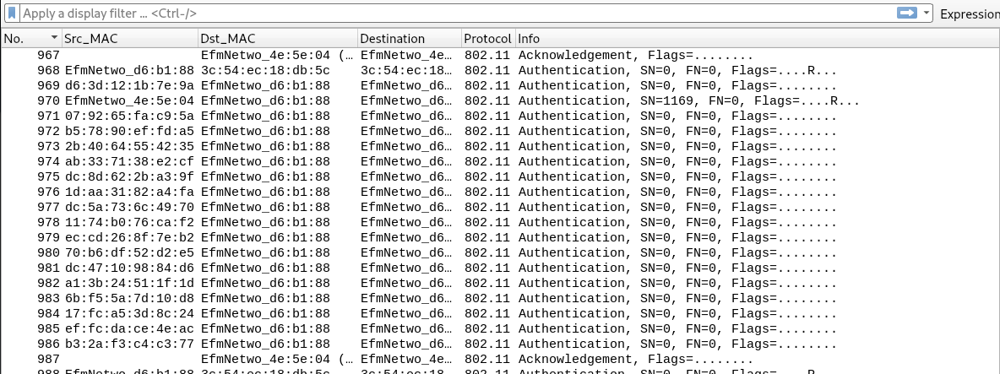 Apply a display filter … <Ctrl-/> Expression
No. Src_MAC Dst_MAC Destination Protocol Info
967 EfmNetwo_4e:5e:04 (… EfmNetwo_4e… 802.11 Acknowledgement, Flags=........
968 EfmNetwo_d6:b1:88 3c:54:ec:18:db:5c 3c:54:ec:18… 802.11 Authentication, SN=0, FN=0, Flags=....R...
969 d6:3d:12:1b:7e:9a EfmNetwo_d6:b1:88 EfmNetwo_d6… 802.11 Authentication, SN=0, FN=0, Flags=........
970 EfmNetwo_4e:5e:04 EfmNetwo_d6:b1:88 EfmNetwo_d6… 802.11 Authentication, SN=1169, FN=0, Flags=....R...
971 07:92:65:fa:c9:5a EfmNetwo_d6:b1:88 EfmNetwo_d6… 802.11 Authentication, SN=0, FN=0, Flags=........
972 b5:78:90:ef:fd:a5 EfmNetwo_d6:b1:88 EfmNetwo_d6… 802.11 Authentication, SN=0, FN=0, Flags=........
973 2b:40:64:55:42:35 EfmNetwo_d6:b1:88 EfmNetwo_d6… 802.11 Authentication, SN=0, FN=0, Flags=........
974 ab:33:71:38:e2:cf EfmNetwo_d6:b1:88 EfmNetwo_d6… 802.11 Authentication, SN=0, FN=0, Flags=........
975 dc:8d:62:2b:a3:9f EfmNetwo_d6:b1:88 EfmNetwo_d6… 802.11 Authentication, SN=0, FN=0, Flags=........
976 1d:aa:31:82:a4:fa EfmNetwo_d6:b1:88 EfmNetwo_d6… 802.11 Authentication, SN=0, FN=0, Flags=........
977 dc:5a:73:6c:49:70 EfmNetwo_d6:b1:88 EfmNetwo_d6… 802.11 Authentication, SN=0, FN=0, Flags=........
978 11:74:b0:76:ca:f2 EfmNetwo_d6:b1:88 EfmNetwo_d6… 802.11 Authentication, SN=0, FN=0, Flags=........
979 ec:cd:26:8f:7e:b2 EfmNetwo_d6:b1:88 EfmNetwo_d6… 802.11 Authentication, SN=0, FN=0, Flags=........
980 70:b6:df:52:d2:e5 EfmNetwo_d6:b1:88 EfmNetwo_d6… 802.11 Authentication, SN=0, FN=0, Flags=........
981 dc:47:10:98:84:d6 EfmNetwo_d6:b1:88 EfmNetwo_d6… 802.11 Authentication, SN=0, FN=0, Flags=........
982 a1:3b:24:51:1f:1d EfmNetwo_d6:b1:88 EfmNetwo_d6… 802.11 Authentication, SN=0, FN=0, Flags=........
983 6b:f5:5a:7d:10:d8 EfmNetwo_d6:b1:88 EfmNetwo_d6… 802.11 Authentication, SN=0, FN=0, Flags=........
984 17:fc:a5:3d:8c:24 EfmNetwo_d6:b1:88 EfmNetwo_d6… 802.11 Authentication, SN=0, FN=0, Flags=........
985 ef:fc:da:ce:4e:ac EfmNetwo_d6:b1:88 EfmNetwo_d6… 802.11 Authentication, SN=0, FN=0, Flags=........
986 b3:2a:f3:c4:c3:77 EfmNetwo_d6:b1:88 EfmNetwo_d6… 802.11 Authentication, SN=0, FN=0, Flags=........
987 EfmNetwo_4e:5e:04 (… EfmNetwo_4e… 802.11 Acknowledgement, Flags=........
988 EfmNetwo_d6:b1:88 3c:54:ec:18:db:5c 3c:54:ec:18… 802.11 Authentication, SN=0, FN=0, Flags=....R...